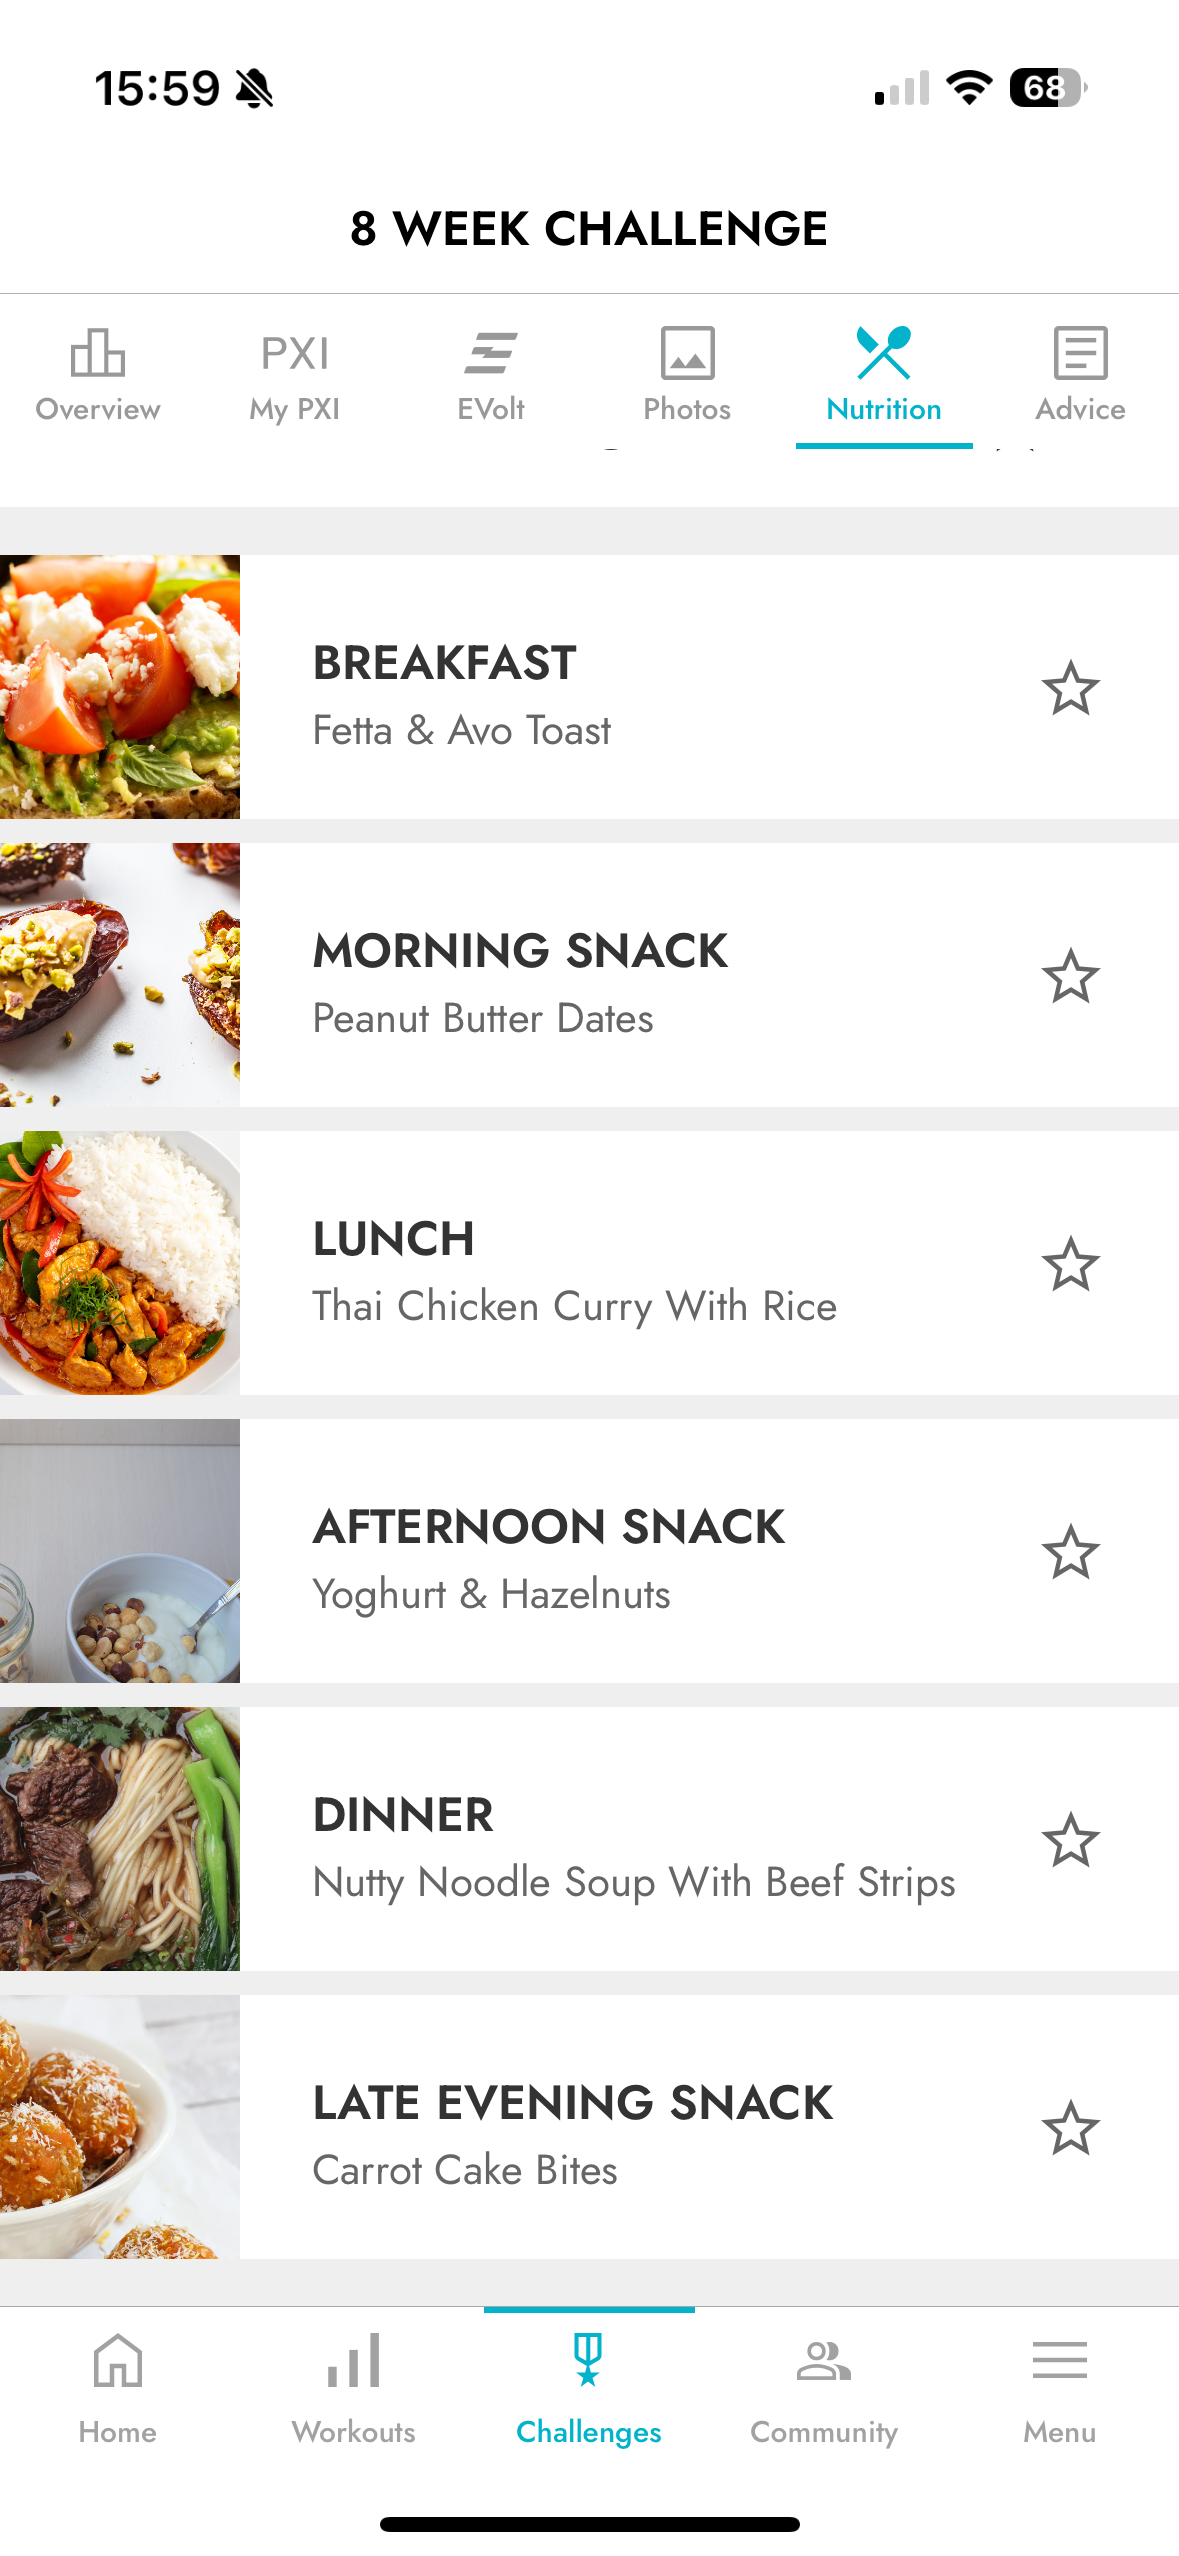 15:59
68
8 WEEK CHALLENGE
PXI
Overview
My PXI
EVolt
Photos
Nutrition
Advice
BREAKFAST
Fetta & Avo Toast
MORNING SNACK
Peanut Butter Dates
LUNCH
Thai Chicken Curry With Rice
AFTERNOON SNACK
Yoghurt & Hazelnuts
DINNER
Nutty Noodle Soup With Beef Strips
LATE EVENING SNACK
Carrot Cake Bites
Home
Workouts
Challenges
Community
Menu